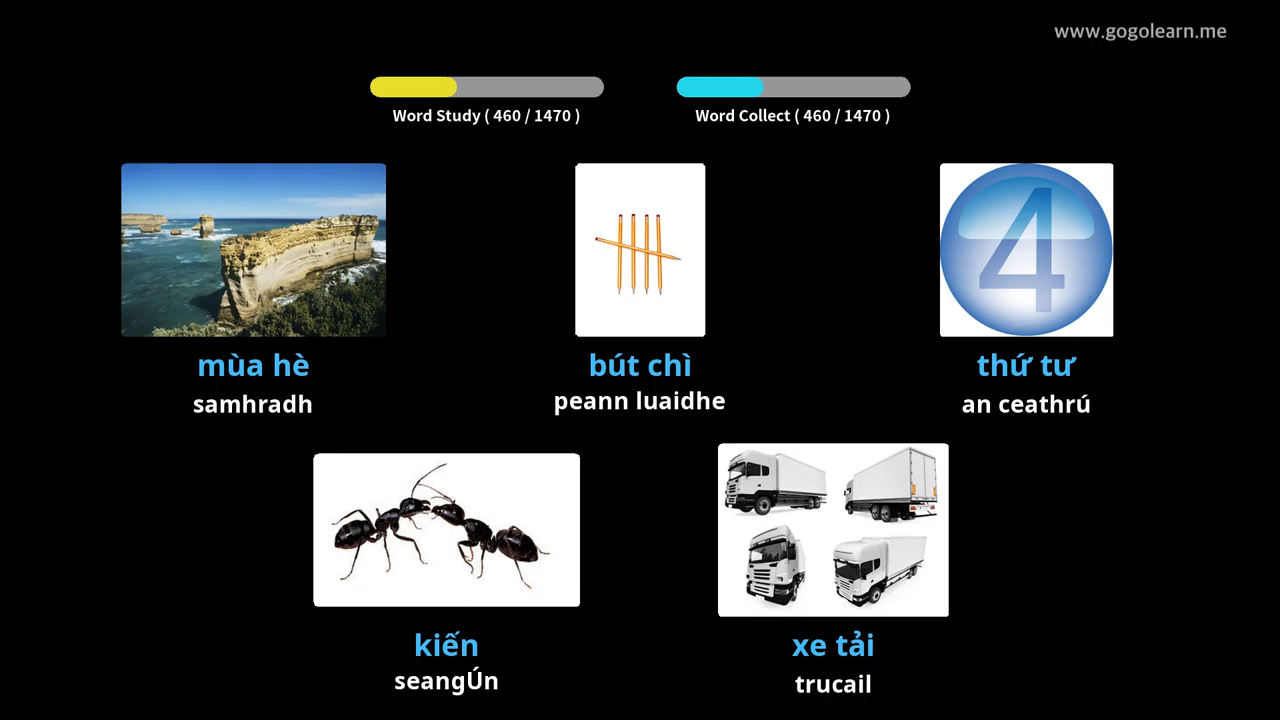 www.gogolearn.me
Word Study ( 460 / 1470 )
Word Collect ( 460 / 1470 )
4
mùa hè
samhradh
bút chì
peann luaidhe
thứ tư
an ceathrú
kiến
seangÚn
xe tải
trucail